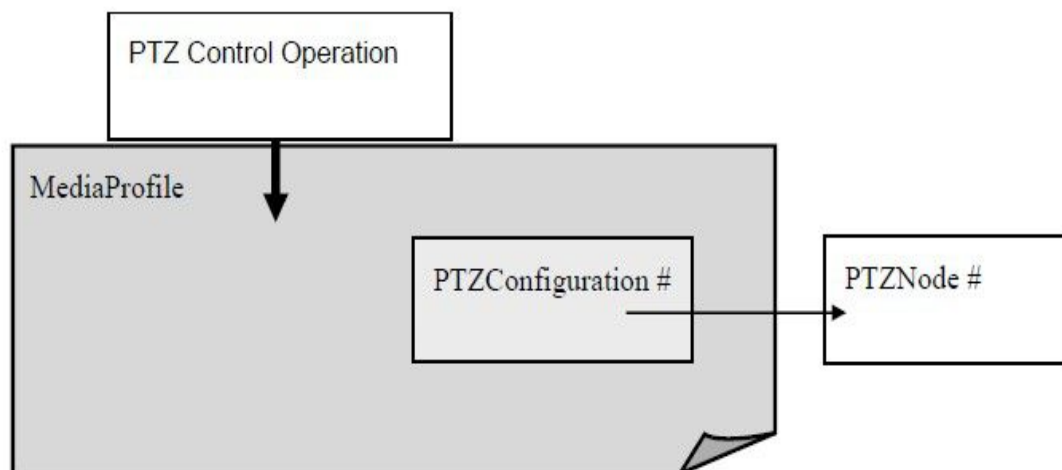 PTZ Control Operation
MediaProfile
PTZConfiguration #
PTZNode #